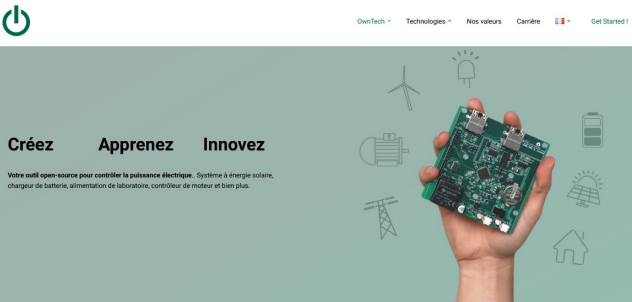 OwnTech Technologies Nos valeurs Carrière Get Started !
Créez Apprenez Innovez
Votre outil open-source pour contrôler la puissance électrique.. Système à énergie solaire,
chargeur de batterie, alimentation de laboratoire, contrôleur de moteur et bien plus.